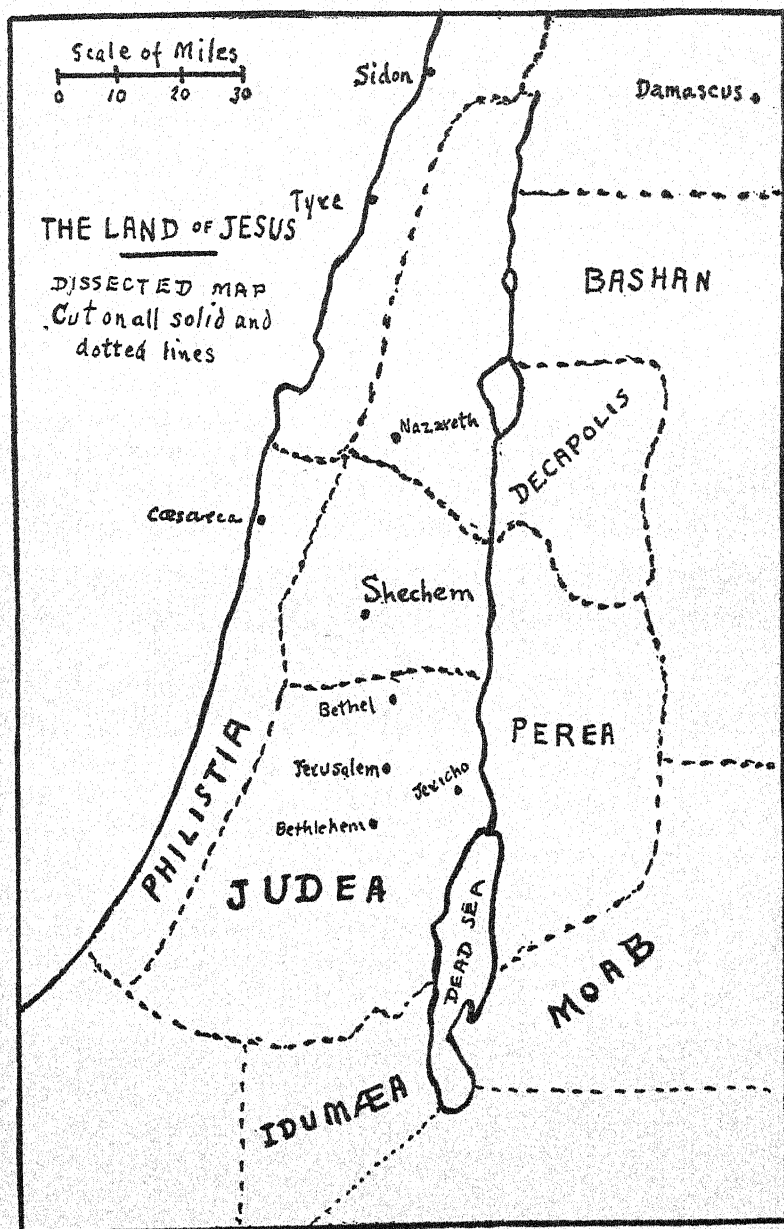 Scale of Miles
0 10 20 30
Sidon
Damascus
Tyre
THE LAND OF JESUS
DISSECTED MAP
Cut on all solid and
dotted lines
BASHAN
Nazareth
DECAPOLIS
Cæsarea
Shechem
Bethel
PEREA
PHILISTIA
Jerusalem
Jericho
Bethlehem
JUDEA
DEAD SEA
MOAB
IDUMÆA